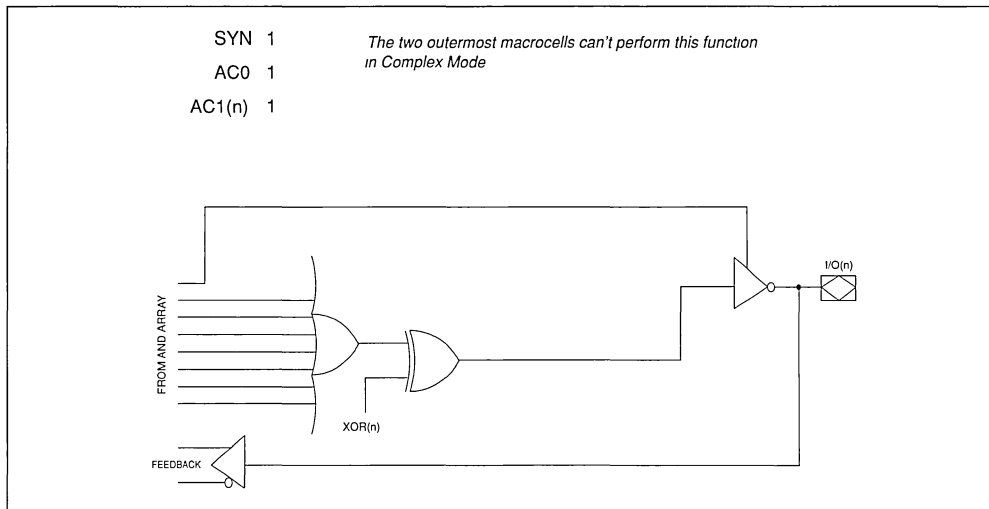 SYN 1
The two outermost macrocells can't perform this function
AC0 1
ın Complex Mode
AC1(n) 1
I/O(n)
FROM AND ARRAY
XOR(n)
FEEDBACK